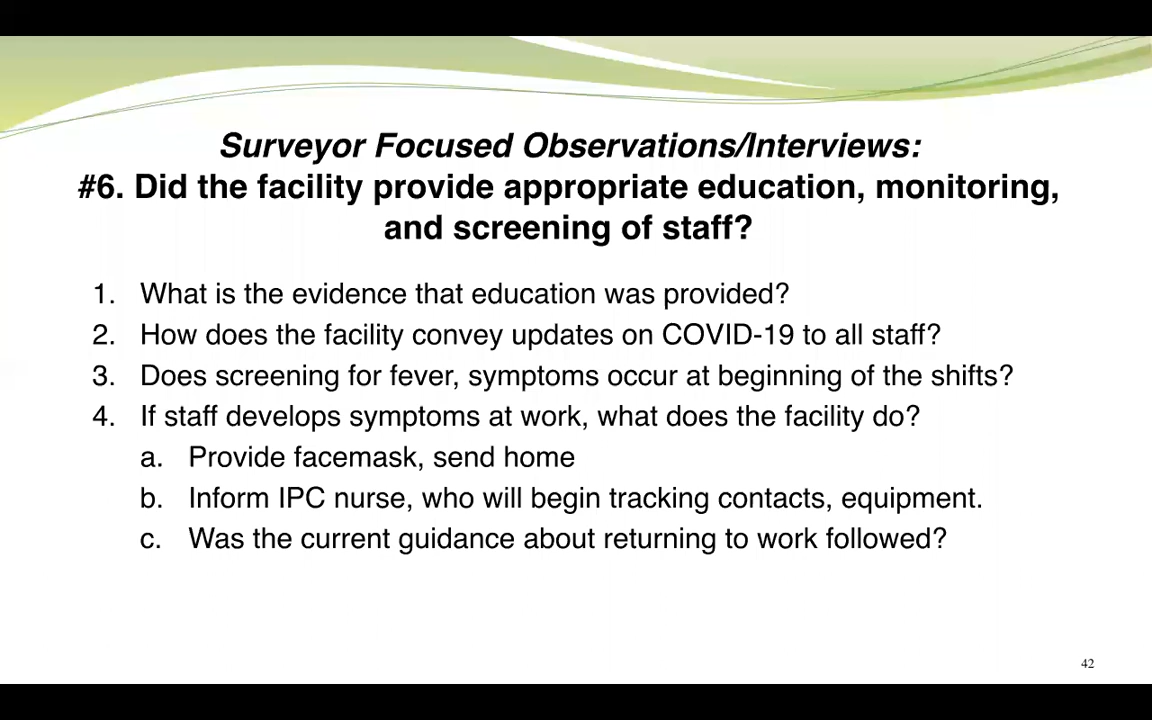 Surveyor Focused Observations/Interviews:
#6. Did the facility provide appropriate education, monitoring,
and screening of staff?
1. What is the evidence that education was provided?
2. How does the facility convey updates on COVID-19 to all staff?
3. Does screening for fever, symptoms occur at beginning of the shifts?
4. If staff develops symptoms at work, what does the facility do?
a. Provide facemask, send home
b. Inform IPC nurse, who will begin tracking contacts, equipment.
c. Was the current guidance about returning to work followed?
42